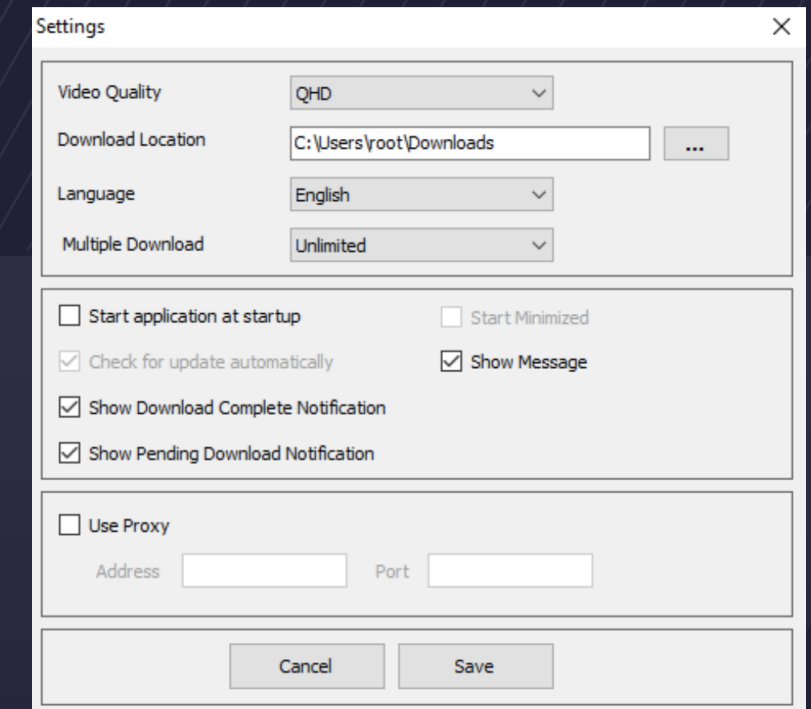 Settings
Video Quality QHD
Download Location C:\Users\root\Downloads ...
Language English
Multiple Download Unlimited
Start application at startup Start Minimized
Check for update automatically Show Message
Show Download Complete Notification
Show Pending Download Notification
Use Proxy
Address Port
Cancel Save